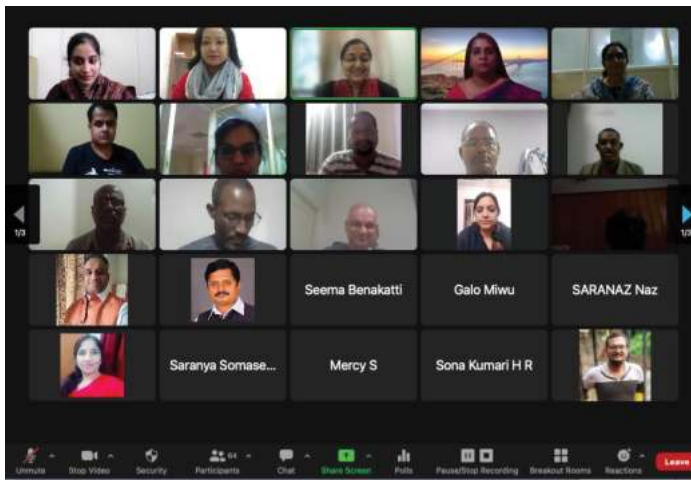 1/3
1/3
Seema Benakatti
Galo Miwu
SARANAZ Naz
Saranya Somase...
Mercy S
Sona Kumari H R
64
Unmute
Stop Video
Security
Participants
Chat
Share Screen
Polls
Pause/Stop Recording
Breakout Rooms
Reactions
Leave